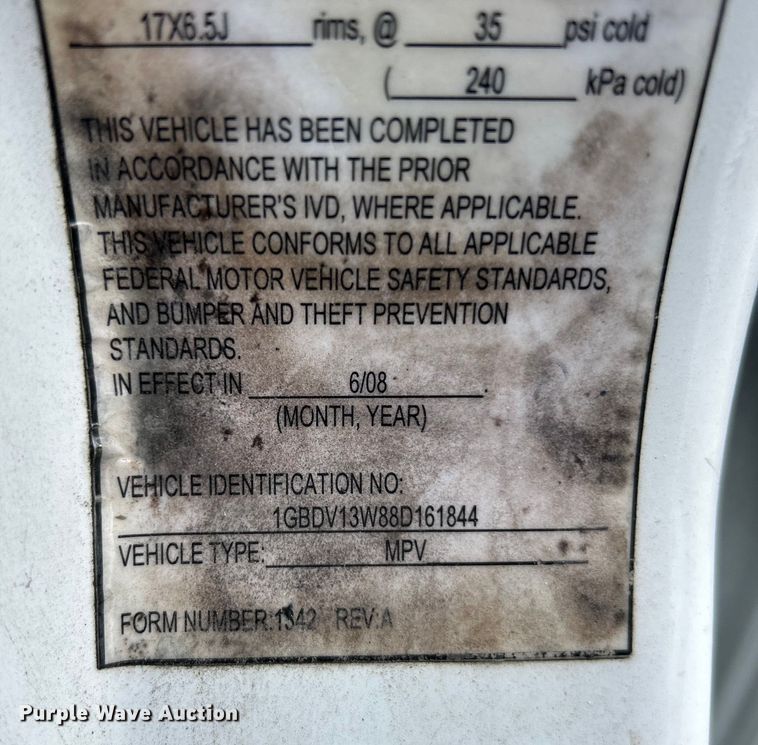 17X6.5J rims, @ 35 psi cold
( 240 kPa cold)
THIS VEHICLE HAS BEEN COMPLETED
IN ACCORDANCE WITH THE PRIOR
MANUFACTURER'S IVD, WHERE APPLICABLE.
THIS VEHICLE CONFORMS TO ALL APPLICABLE
FEDERAL MOTOR VEHICLE SAFETY STANDARDS,
AND BUMPER AND THEFT PREVENTION
STANDARDS.
IN EFFECT IN 6/08 .
(MONTH, YEAR)
VEHICLE IDENTIFICATION NO:
1GBDV13W88D161844
VEHICLE TYPE: MPV
FORM NUMBER:1342 REV:A
Purple Wave Auction